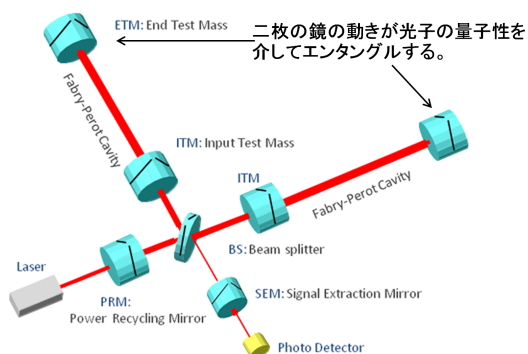 ETM: End Test Mass
二枚の鏡の動きが光子の量子性を
介してエンタングルする。
Fabry-Perot Cavity
ITM: Input Test Mass
ITM
Fabry-Perot Cavity
BS: Beam splitter
Laser
PRM:
Power Recycling Mirror
SEM: Signal Extraction Mirror
Photo Detector